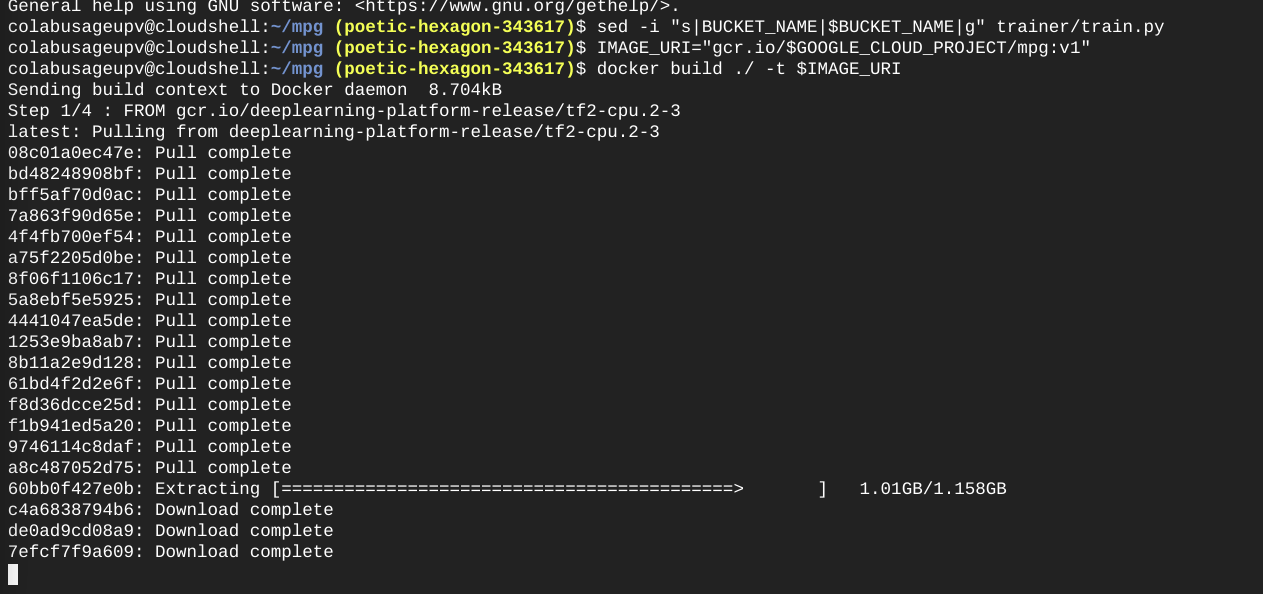 General help using GNU software: <https://www.gnu.org/gethelp/>.
colabusageupv@cloudshell:~/mpg (poetic-hexagon-343617)$ sed -i "s|BUCKET_NAME|$BUCKET_NAME|g" trainer/train.py
colabusageupv@cloudshell:~/mpg (poetic-hexagon-343617)$ IMAGE_URI="gcr.io/$GOOGLE_CLOUD_PROJECT/mpg:v1"
colabusageupv@cloudshell:~/mpg (poetic-hexagon-343617)$ docker build ./ -t $IMAGE_URI
Sending build context to Docker daemon  8.704kB
Step 1/4 : FROM gcr.io/deeplearning-platform-release/tf2-cpu.2-3
latest: Pulling from deeplearning-platform-release/tf2-cpu.2-3
08c01a0ec47e: Pull complete
bd48248908bf: Pull complete
bff5af70d0ac: Pull complete
7a863f90d65e: Pull complete
4f4fb700ef54: Pull complete
a75f2205d0be: Pull complete
8f06f1106c17: Pull complete
5a8ebf5e5925: Pull complete
4441047ea5de: Pull complete
1253e9ba8ab7: Pull complete
8b11a2e9d128: Pull complete
61bd4f2d2e6f: Pull complete
f8d36dcce25d: Pull complete
f1b941ed5a20: Pull complete
9746114c8daf: Pull complete
a8c487052d75: Pull complete
60bb0f427e0b: Extracting [===========================================>       ]   1.01GB/1.158GB
c4a6838794b6: Download complete
de0ad9cd08a9: Download complete
7efcf7f9a609: Download complete